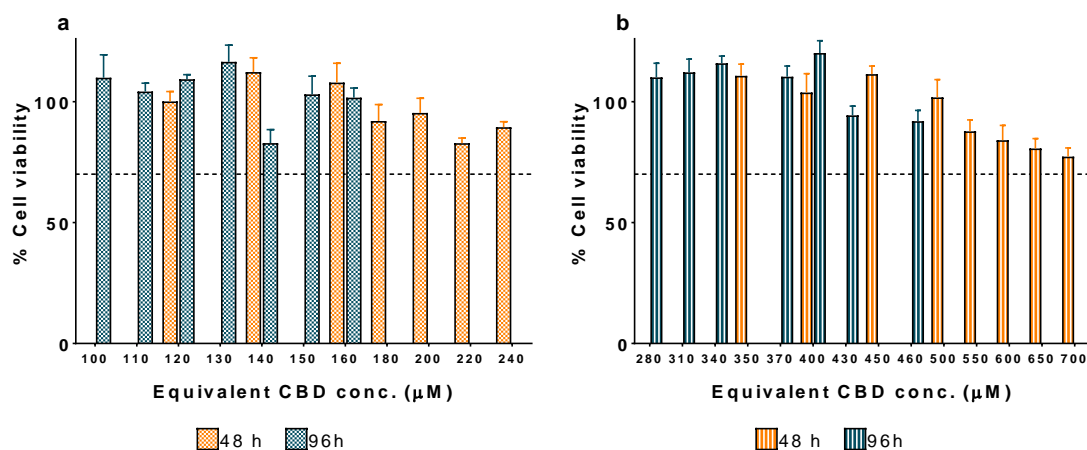 a
% Cell viability
100
50
0
100 110 120 130 140 150 160 180 200 220 240
Equivalent CBD conc. (μM)
48 h 96h
b
% Cell viability
100
50
0
280 310 340 350 370 400 430 450 460 500 550 600 650 700
Equivalent CBD conc. (μM)
48 h 96h